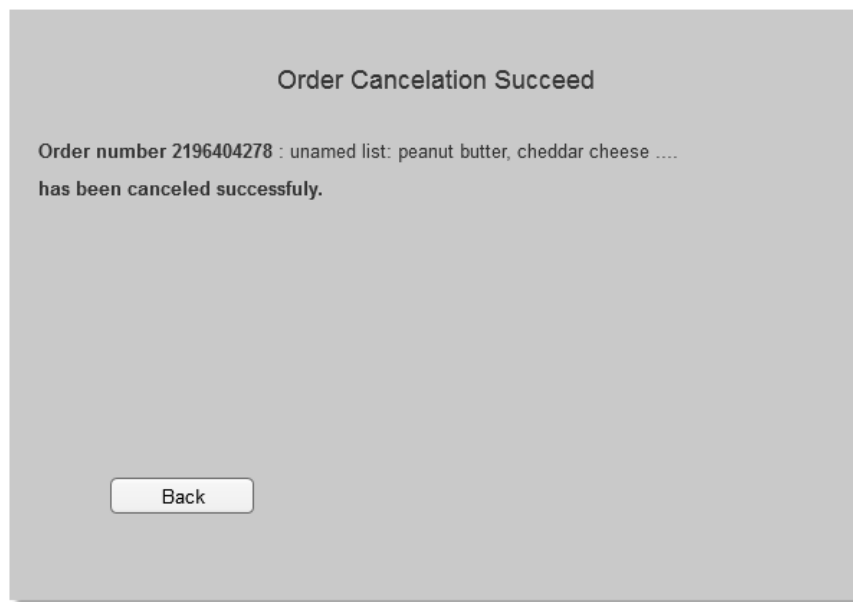 Order Cancelation Succeed
Order number 2196404278 : unamed list: peanut butter, cheddar cheese ....
has been canceled successfuly.
Back